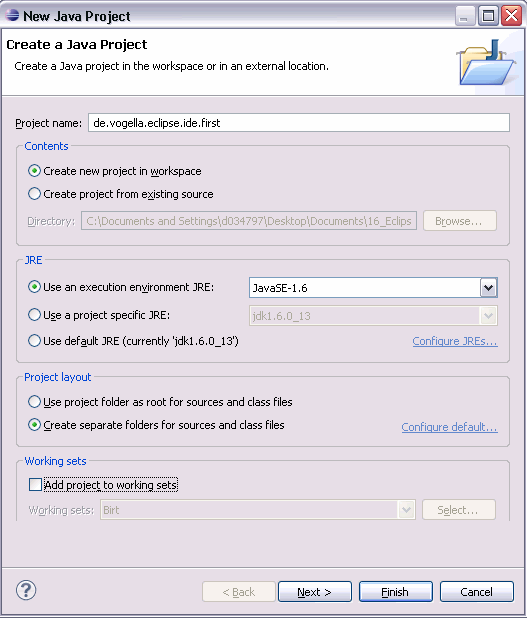 New Java Project
Create a Java Project
Create a Java project in the workspace or in an external location.
Project name: de.vogella.eclipse.ide.first
Contents
Create new project in workspace
Create project from existing source
Directory: C:\Documents and Settings\d034797\Desktop\Documents\16_Eclips Browse...
JRE
Use an execution environment JRE: JavaSE-1.6
Use a project specific JRE: jdk1.6.0_13
Use default JRE (currently 'jdk1.6.0_13') Configure JREs...
Project layout
Use project folder as root for sources and class files
Create separate folders for sources and class files Configure default...
Working sets
Add project to working sets
Working sets: Birt Select...
? < Back Next > Finish Cancel